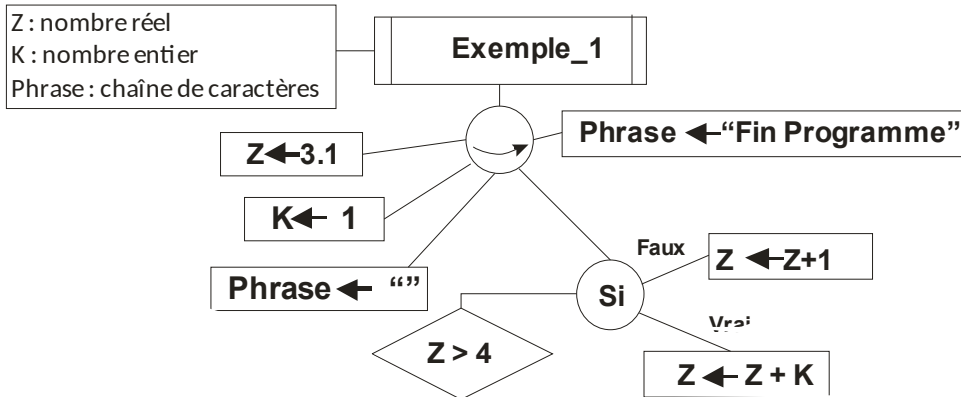 Z : nombre réel
K : nombre entier
Phrase : chaîne de caractères
Exemple_1
Z←3.1
Phrase ←“Fin Programme”
K← 1
Phrase← “”
Faux
Z ←Z+1
Si
Vrai
Z > 4
Z ← Z + K